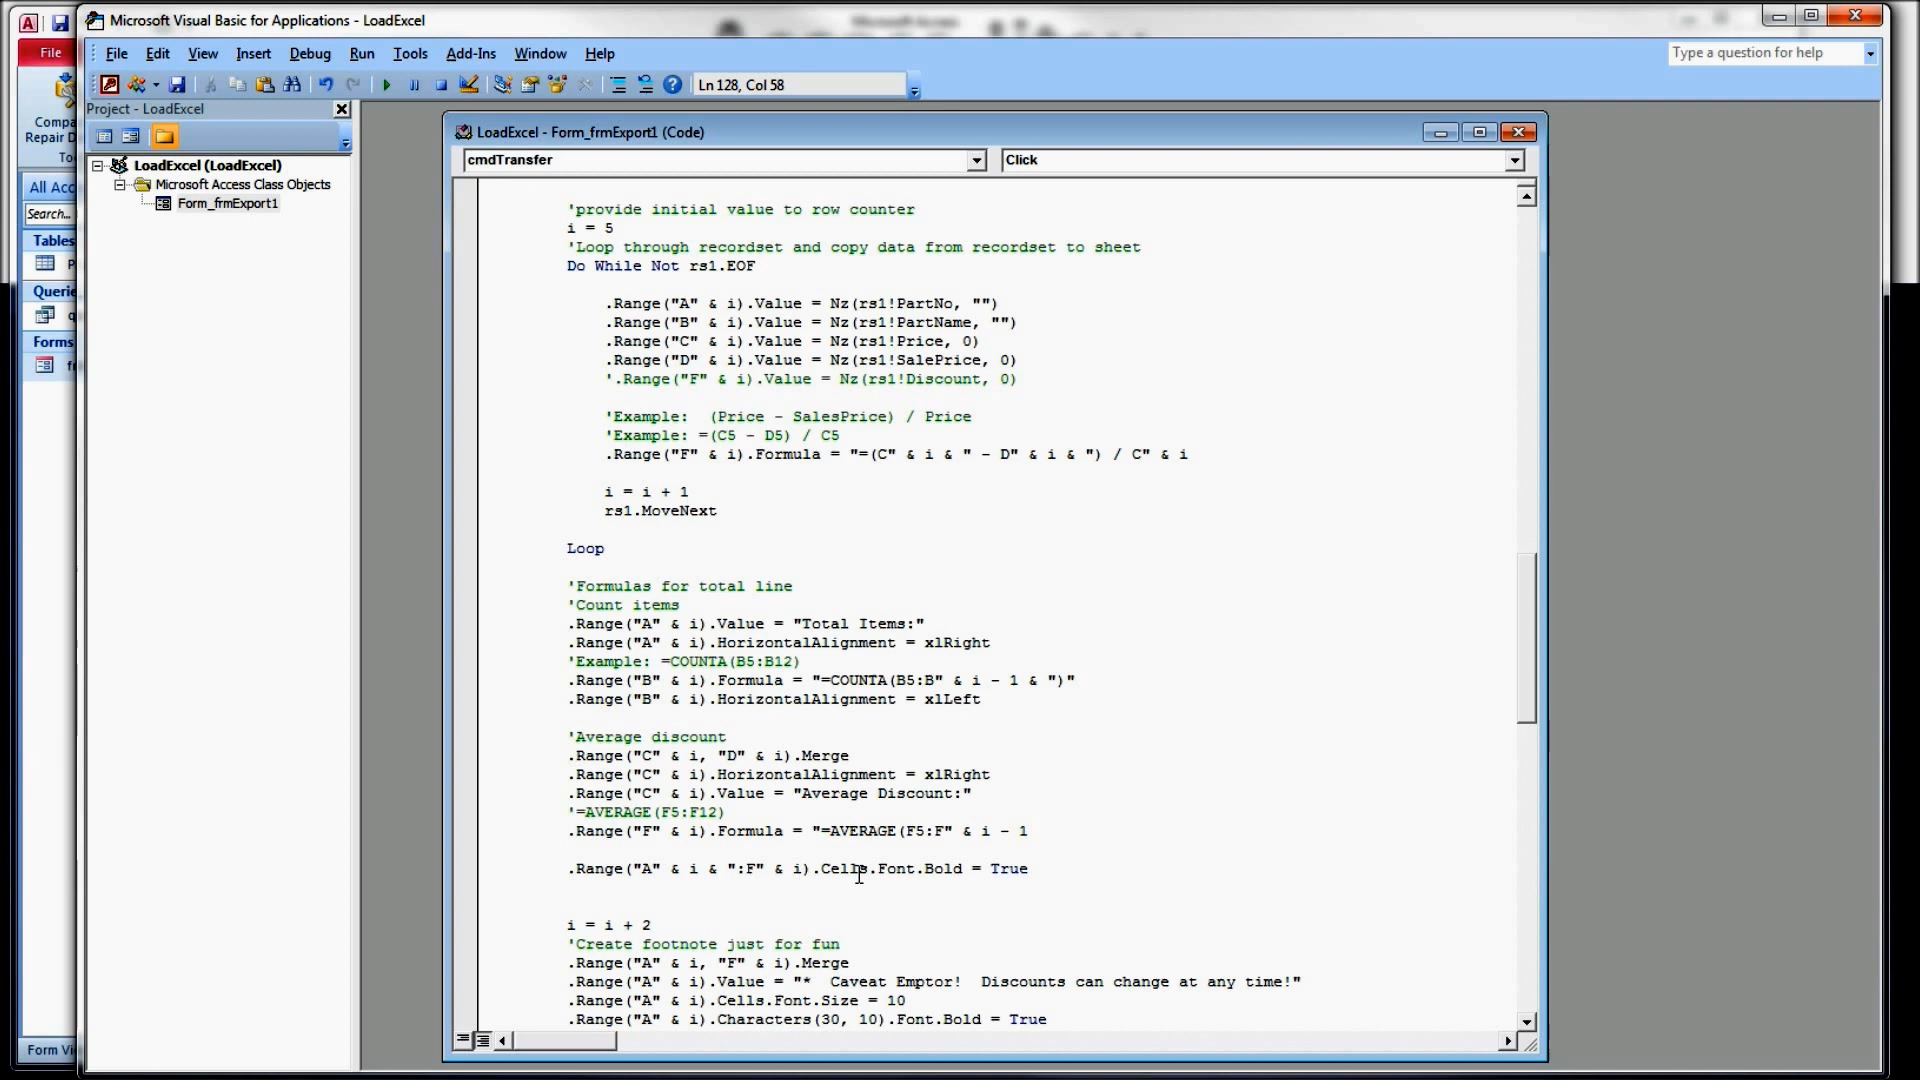 Microsoft Visual Basic for Applications - LoadExcel
Microsoft Access
File
File Edit View Insert Debug Run Tools Add-Ins Window Help
Type a question for help
Ln 128, Col 58
Project - LoadExcel
Compa
Repair D
Too
LoadExcel (LoadExcel)
Microsoft Access Class Objects
Form_frmExport1
All Acc
Search...
Tables
P
Querie
q
Forms
fr
Form Vi
LoadExcel - Form_frmExport1 (Code)
cmdTransfer
Click
'provide initial value to row counter
i = 5
'Loop through recordset and copy data from recordset to sheet
Do While Not rs1.EOF
.Range("A" & i).Value = Nz(rs1!PartNo, "")
.Range("B" & i).Value = Nz(rs1!PartName, "")
.Range("C" & i).Value = Nz(rs1!Price, 0)
.Range("D" & i).Value = Nz(rs1!SalePrice, 0)
'.Range("F" & i).Value = Nz(rs1!Discount, 0)
'Example:  (Price - SalesPrice) / Price
'Example: =(C5 - D5) / C5
.Range("F" & i).Formula = "=(C" & i & " - D" & i & ") / C" & i
i = i + 1
rs1.MoveNext
Loop
'Formulas for total line
'Count items
.Range("A" & i).Value = "Total Items:"
.Range("A" & i).HorizontalAlignment = xlRight
'Example: =COUNTA(B5:B12)
.Range("B" & i).Formula = "=COUNTA(B5:B" & i - 1 & ")"
.Range("B" & i).HorizontalAlignment = xlLeft
'Average discount
.Range("C" & i, "D" & i).Merge
.Range("C" & i).HorizontalAlignment = xlRight
.Range("C" & i).Value = "Average Discount:"
'=AVERAGE(F5:F12)
.Range("F" & i).Formula = "=AVERAGE(F5:F" & i - 1
.Range("A" & i & ":F" & i).Cells.Font.Bold = True
i = i + 2
'Create footnote just for fun
.Range("A" & i, "F" & i).Merge
.Range("A" & i).Value = "*  Caveat Emptor!  Discounts can change at any time!"
.Range("A" & i).Cells.Font.Size = 10
.Range("A" & i).Characters(30, 10).Font.Bold = True